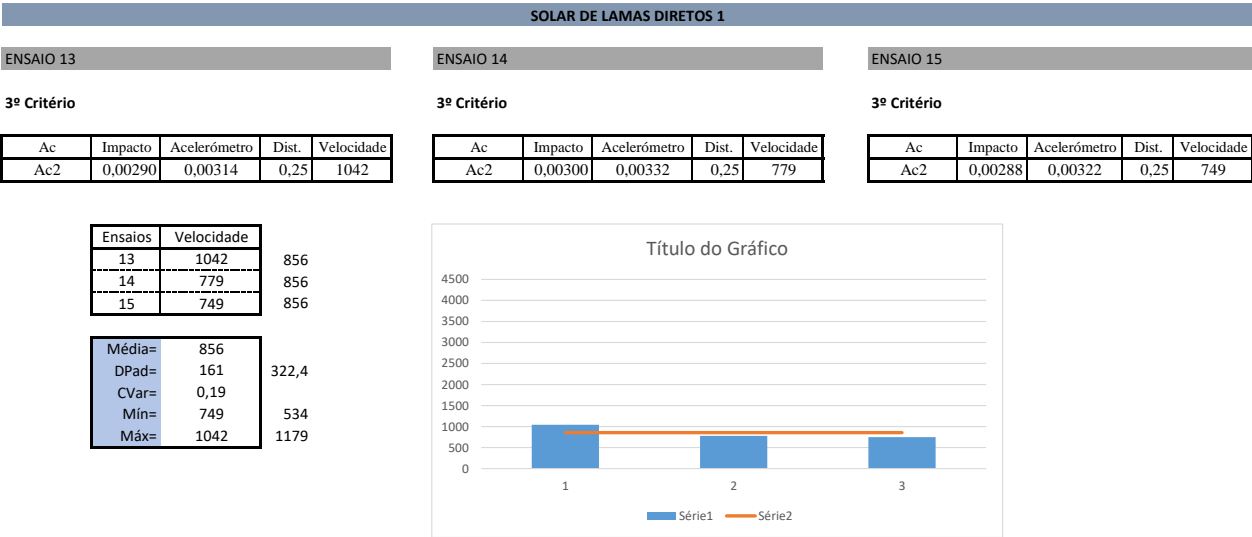 SOLAR DE LAMAS DIRETOS 1
ENSAIO 13
ENSAIO 14
ENSAIO 15
3º Critério
3º Critério
3º Critério
Ac Impacto Acelerómetro Dist. Velocidade
Ac2 0,00290 0,00314 0,25 1042
Ac Impacto Acelerómetro Dist. Velocidade
Ac2 0,00300 0,00332 0,25 779
Ac Impacto Acelerómetro Dist. Velocidade
Ac2 0,00288 0,00322 0,25 749
Ensaios Velocidade
13 1042 856
14 779 856
15 749 856
Média= 856
DPad= 161 322,4
CVar= 0,19
Mín= 749 534
Máx= 1042 1179
Título do Gráfico
4500
4000
3500
3000
2500
2000
1500
1000
500
0
1 2 3
Série1 Série2